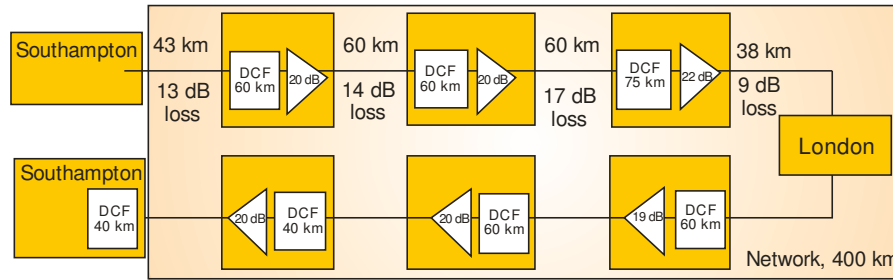 Southampton
43 km
13 dB
loss
DCF
60 km
20 dB
60 km
14 dB
loss
DCF
60 km
20 dB
60 km
17 dB
loss
DCF
75 km
22 dB
38 km
9 dB
loss
London
Southampton
DCF
40 km
20 dB
DCF
40 km
20 dB
DCF
60 km
19 dB
DCF
60 km
Network, 400 km